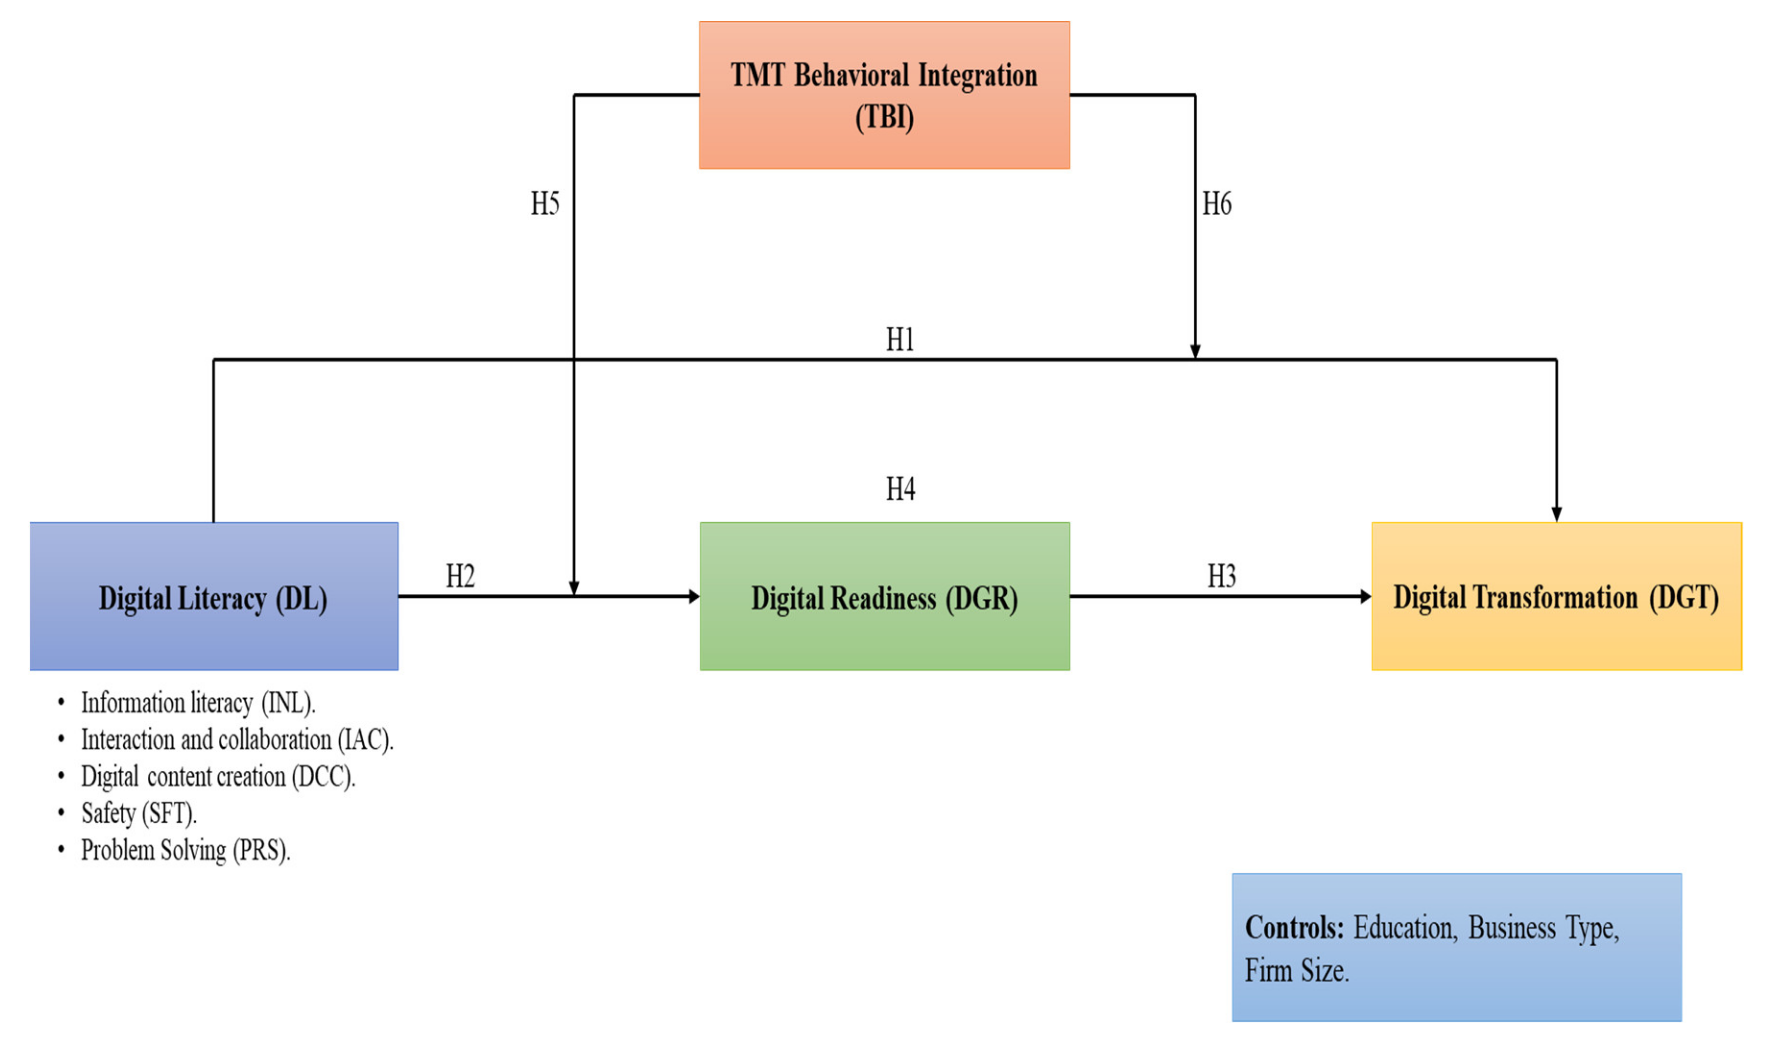 TMT Behavioral Integration
(TBI)
H5
H6
H1
H4
Digital Literacy (DL)
H2
Digital Readiness (DGR)
H3
Digital Transformation (DGT)
• Information literacy (INL).
• Interaction and collaboration (IAC).
• Digital content creation (DCC).
• Safety (SFT).
• Problem Solving (PRS).
Controls: Education, Business Type,
Firm Size.